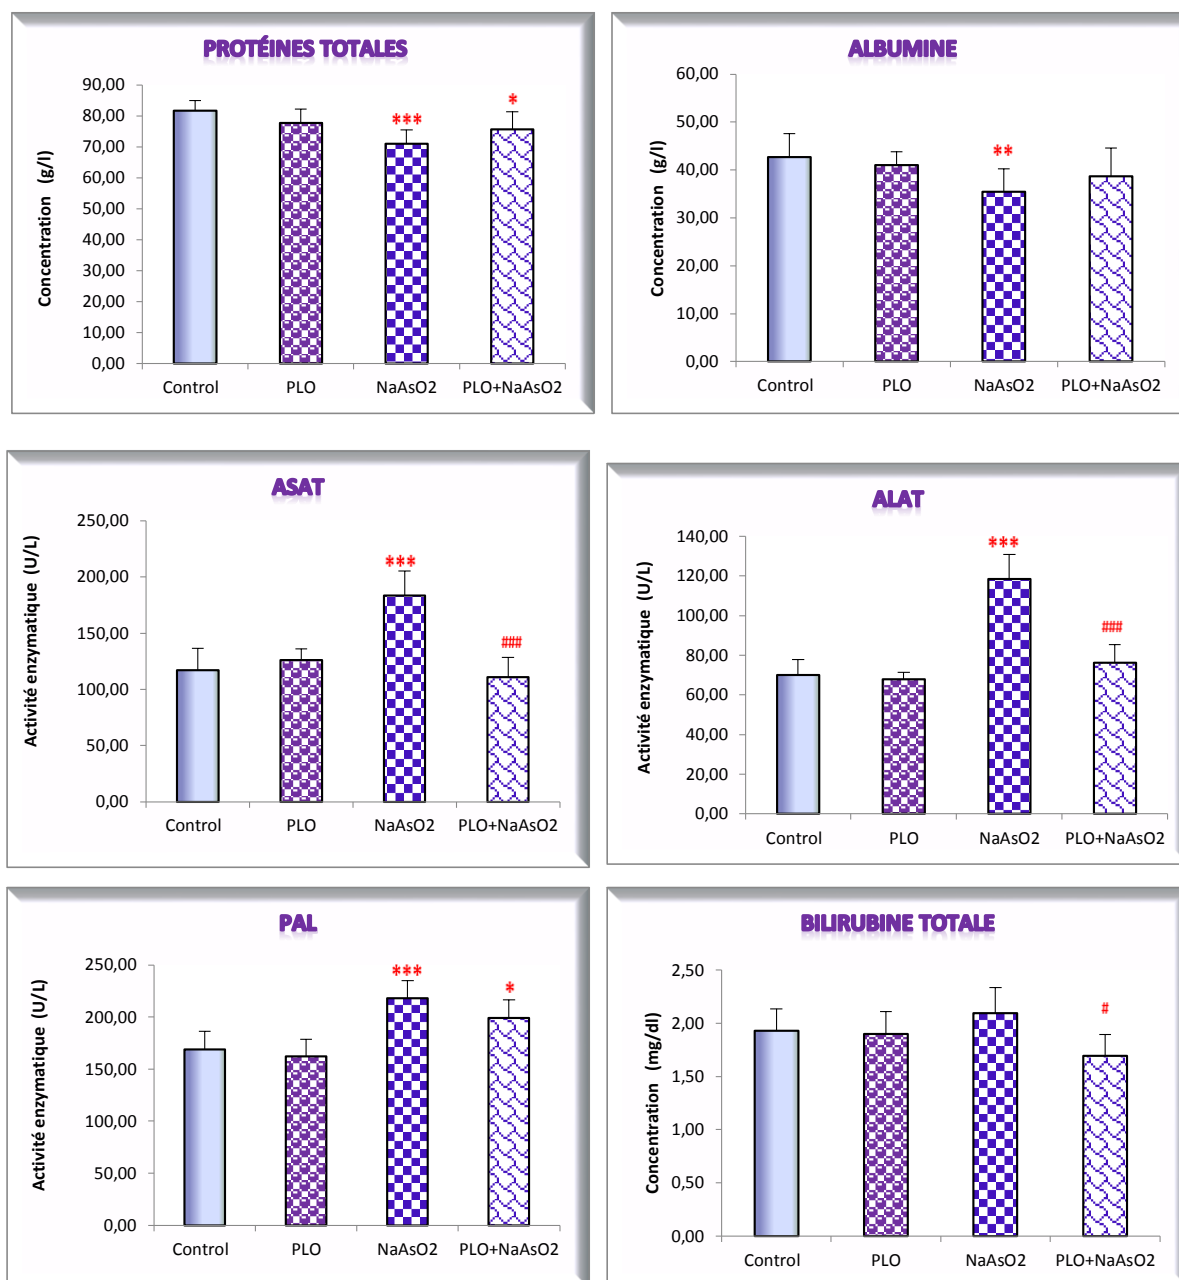 PROTÉINES TOTALES
Concentration (g/l)
90,00
80,00
70,00
60,00
50,00
40,00
30,00
20,00
10,00
0,00
***
*
Control PLO NaAsO2 PLO+NaAsO2
ALBUMINE
Concentration (g/l)
60,00
50,00
40,00
30,00
20,00
10,00
0,00
**
Control PLO NaAsO2 PLO+NaAsO2
ASAT
Activité enzymatique (U/L)
250,00
200,00
150,00
100,00
50,00
0,00
***
###
Control PLO NaAsO2 PLO+NaAsO2
ALAT
Activité enzymatique (U/L)
140,00
120,00
100,00
80,00
60,00
40,00
20,00
0,00
***
###
Control PLO NaAsO2 PLO+NaAsO2
PAL
Activité enzymatique (U/L)
250,00
200,00
150,00
100,00
50,00
0,00
***
*
Control PLO NaAsO2 PLO+NaAsO2
BILIRUBINE TOTALE
Concentration (mg/dl)
2,50
2,00
1,50
1,00
0,50
0,00
#
Control PLO NaAsO2 PLO+NaAsO2